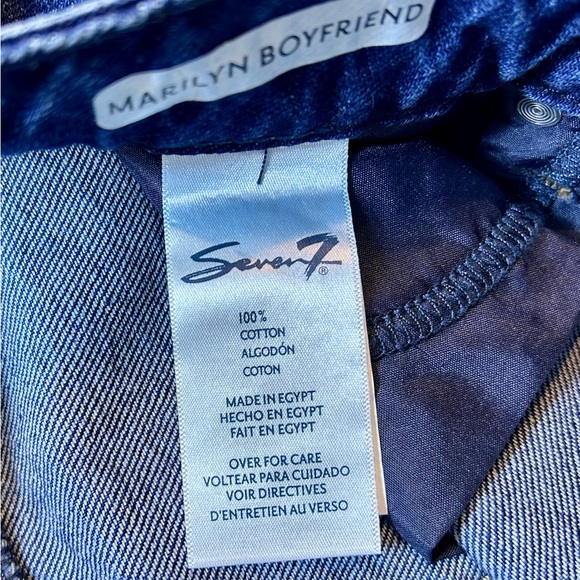 MARILYN BOYFRIEND
Seven7®
100%
COTTON
ALGODÓN
COTON
MADE IN EGYPT
HECHO EN EGYPT
FAIT EN EGYPT
OVER FOR CARE
VOLTEAR PARA CUIDADO
VOIR DIRECTIVES
D'ENTRETIEN AU VERSO